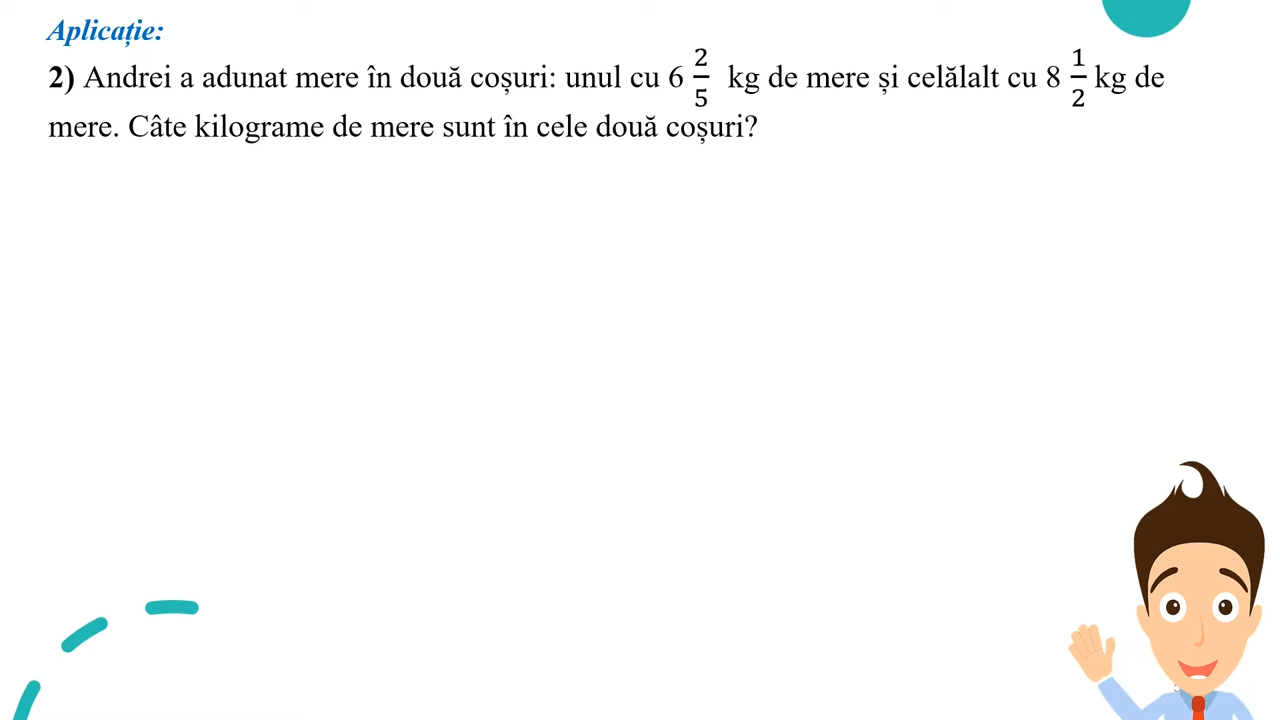 Aplicație:
2) Andrei a adunat mere în două coșuri: unul cu 6 2/5 kg de mere și celălalt cu 8 1/2 kg de
mere. Câte kilograme de mere sunt în cele două coșuri?